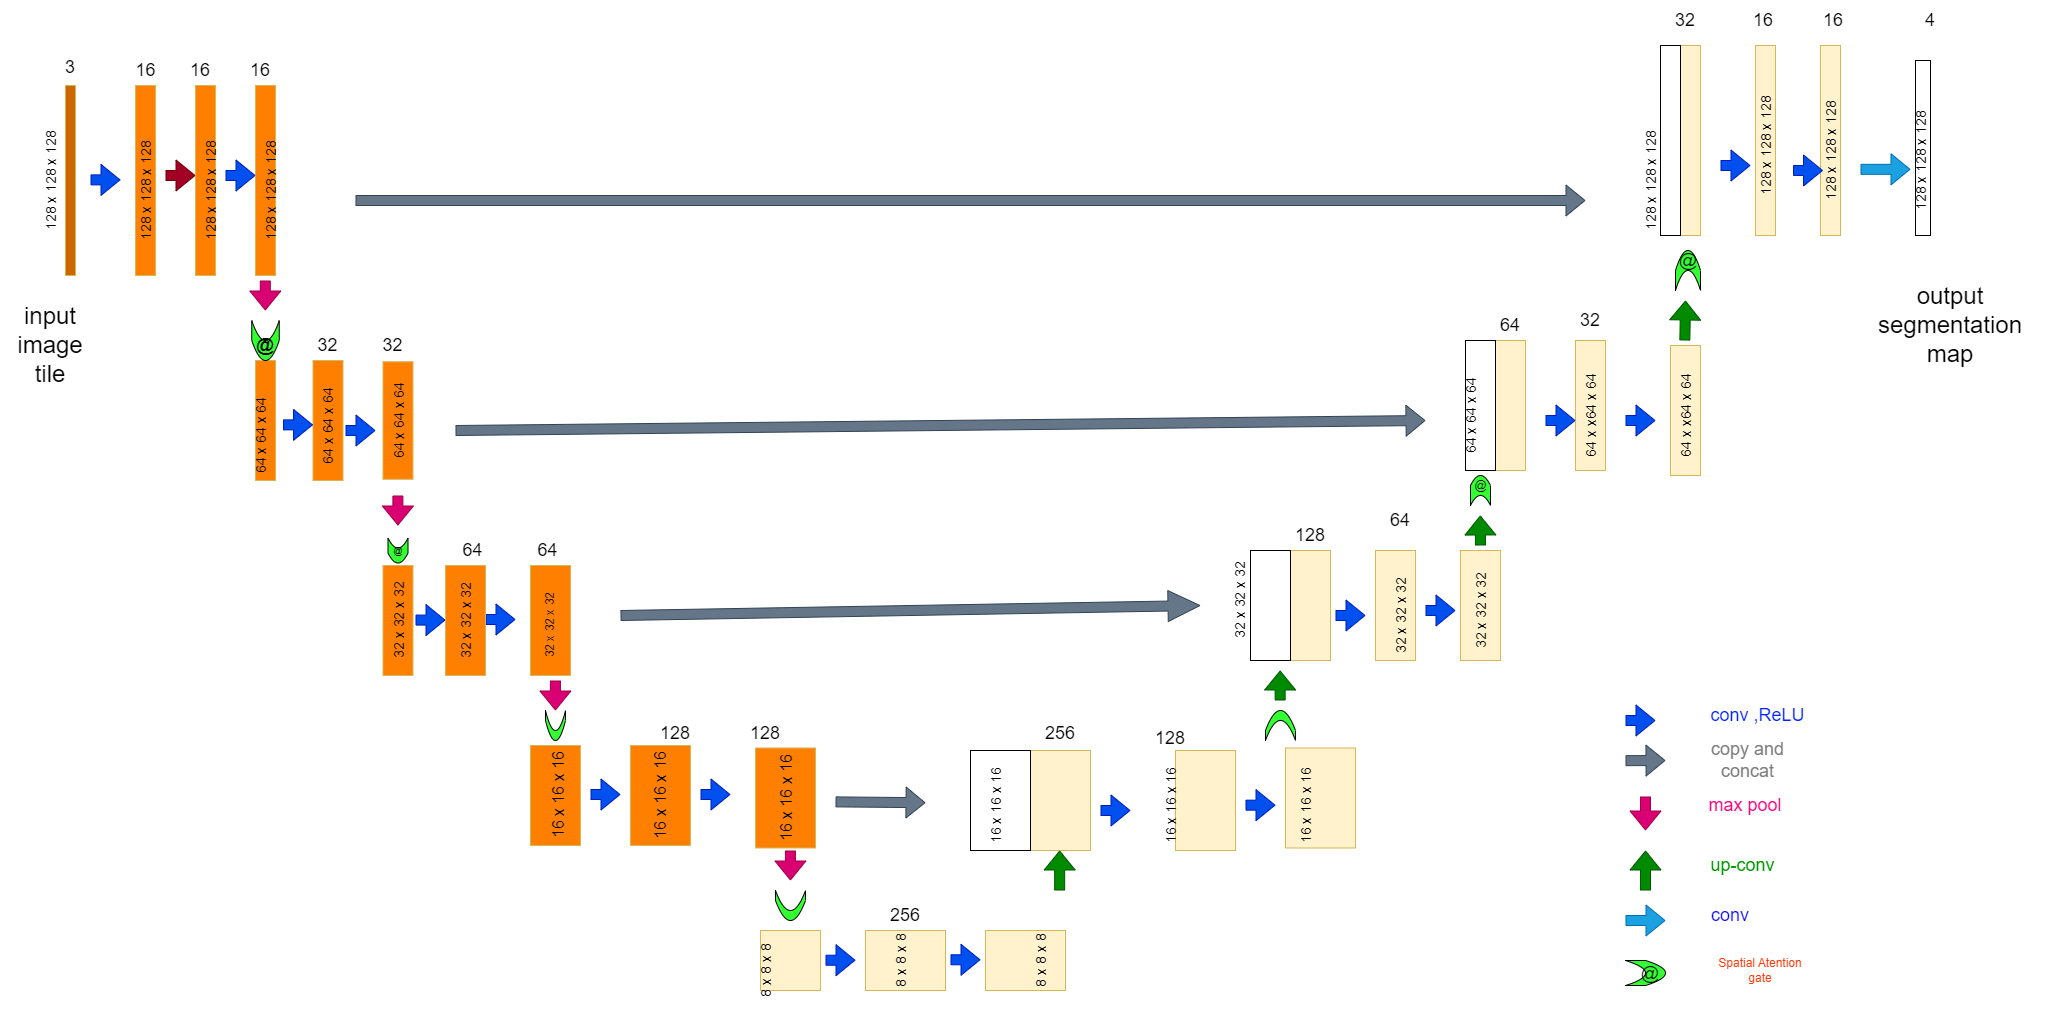 3
16
16
16
32
16
16
4
128 x 128 x 128
128 x 128 x 128
128 x 128 x 128
128 x 128 x 128
128 x 128 x 128
128 x 128 x 128
128 x 128 x 128
128 x 128 x 128
@
input
image
tile
output
segmentation
map
@
32
32
64
32
64 x 64 x 64
64 x 64 x 64
64 x 64 x 64
64 x 64 x 64
64 x x64 x 64
64 x x64 x 64
@
@
64
64
128
64
32 x 32 x 32
32 x 32 x 32
32 x 32 x 32
32 x 32 x 32
32 x 32 x 32
32 x 32 x 32
128
128
256
128
16 x 16 x 16
16 x 16 x 16
16 x 16 x 16
16 x 16 x 16
16 x 16 x 16
16 x 16 x 16
256
8 x 8 x 8
8 x 8 x 8
8 x 8 x 8
conv ,ReLU
copy and
concat
max pool
up-conv
conv
@
Spatial Atention
gate